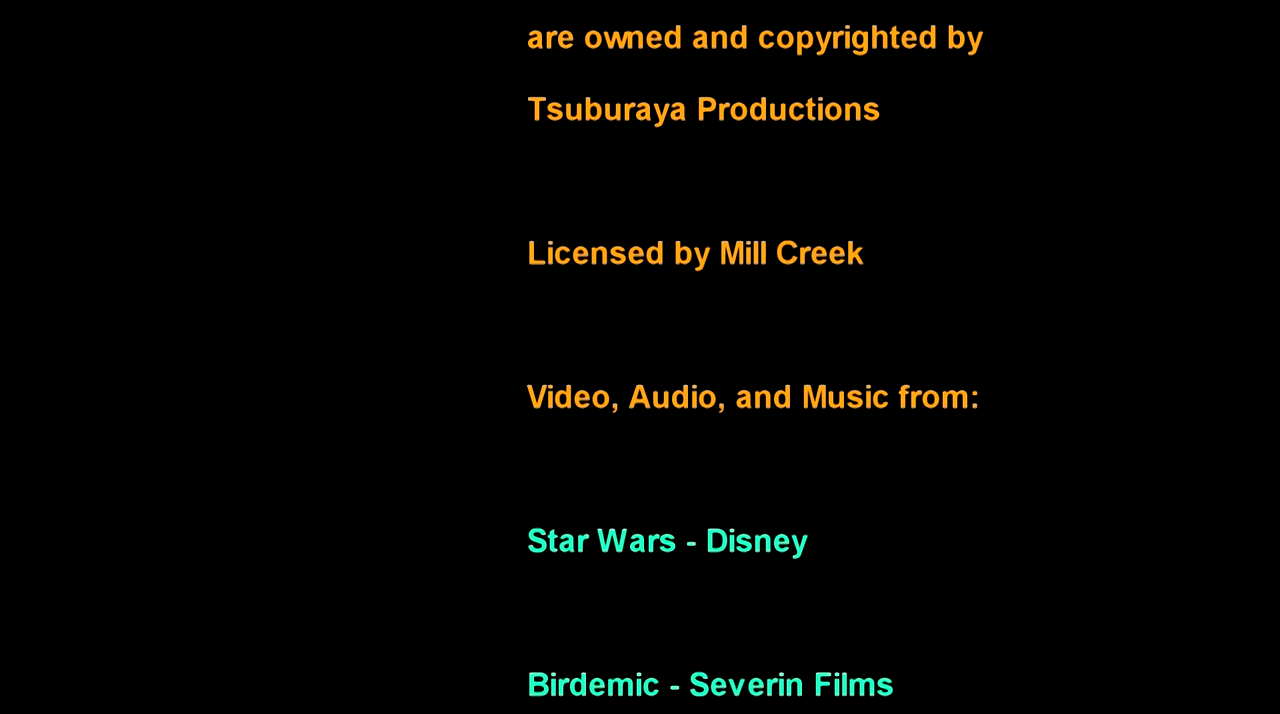 are owned and copyrighted by
Tsuburaya Productions
Licensed by Mill Creek
Video, Audio, and Music from:
Star Wars - Disney
Birdemic - Severin Films